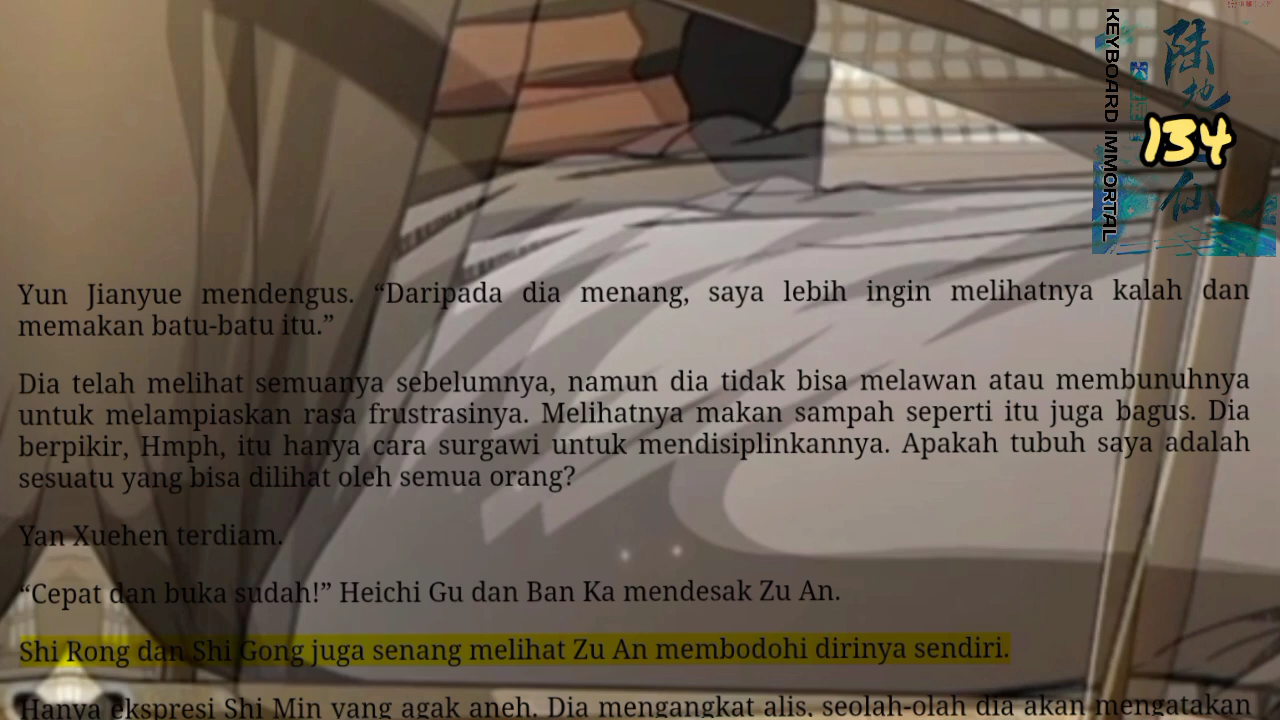 KEYBOARD IMMORTAL
134
仙
Yun Jianyue mendengus. “Daripada dia menang, saya lebih ingin melihatnya kalah dan
memakan batu-batu itu.”
Dia telah melihat semuanya sebelumnya, namun dia tidak bisa melawan atau membunuhnya
untuk melampiaskan rasa frustrasinya. Melihatnya makan sampah seperti itu juga bagus. Dia
berpikir, Hmph, itu hanya cara surgawi untuk mendisiplinkannya. Apakah tubuh saya adalah
sesuatu yang bisa dilihat oleh semua orang?
Yan Xuehen terdiam.
“Cepat dan buka sudah!” Heichi Gu dan Ban Ka mendesak Zu An.
Shi Rong dan Shi Gong juga senang melihat Zu An membodohi dirinya sendiri.
Hanya ekspresi Shi Min yang agak aneh. Dia mengangkat alis, seolah-olah dia akan mengatakan